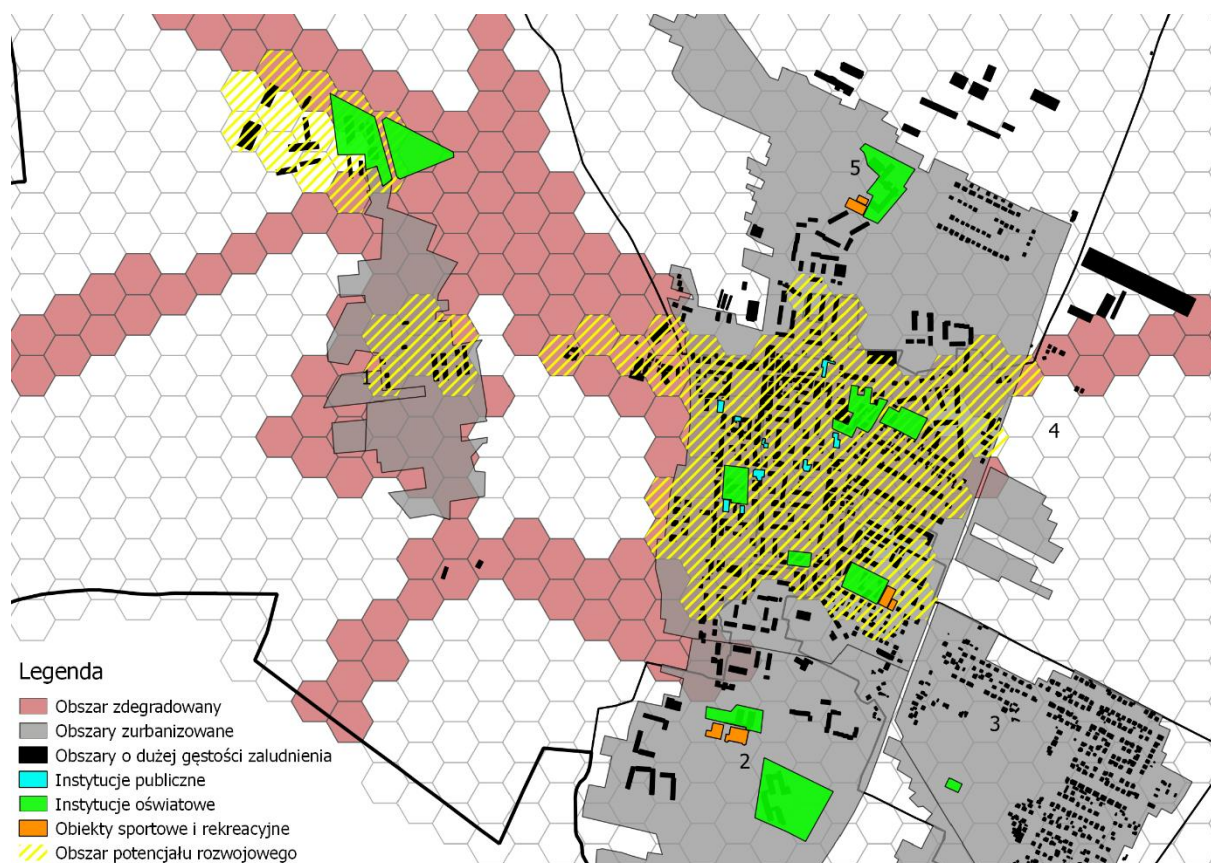 5
1
4
3
2
Legenda
Obszar zdegradowany
Obszary zurbanizowane
Obszary o dużej gęstości zaludnienia
Instytucje publiczne
Instytucje oświatowe
Obiekty sportowe i rekreacyjne
Obszar potencjału rozwojowego